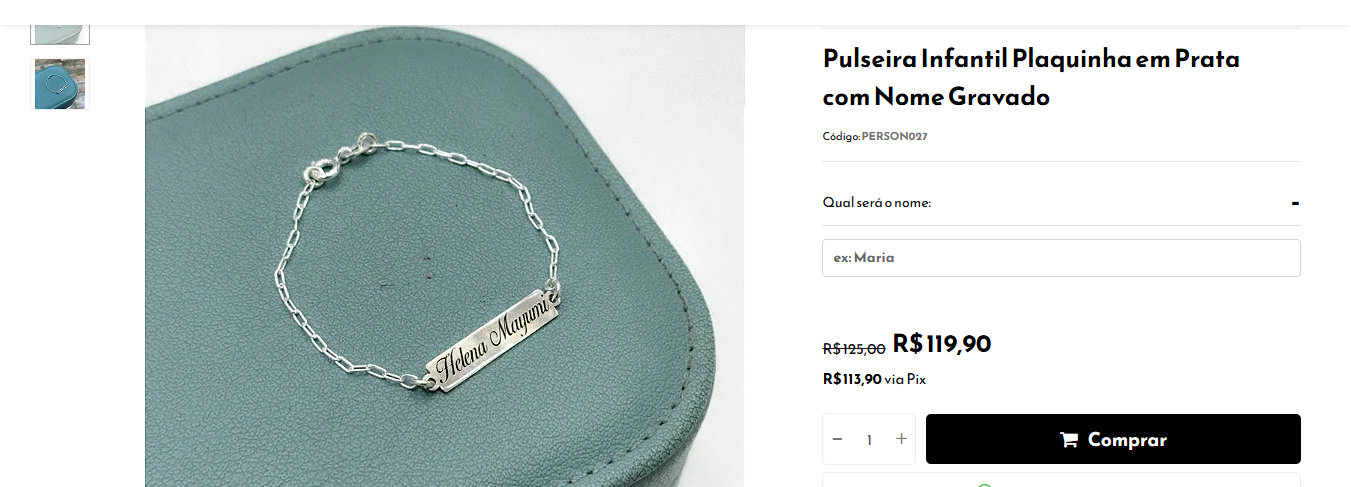 Pulseira Infantil Plaquinha em Prata
com Nome Gravado
Código: PERSON027
Qual será o nome:
-
ex: Maria
R$125,00 R$119,90
R$113,90 via Pix
- 1 + Comprar
Helena Mayumi